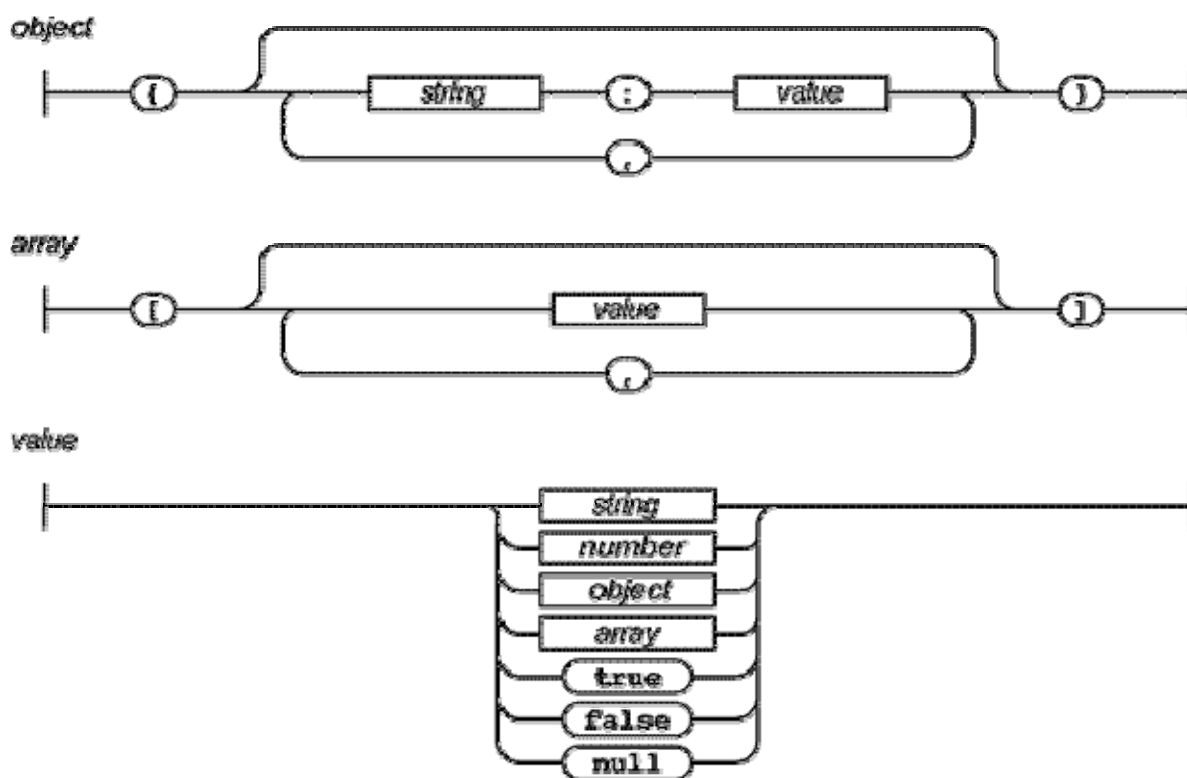 object
{ string : value }
,
array
[ value ]
,
value
string
number
object
array
true
false
null